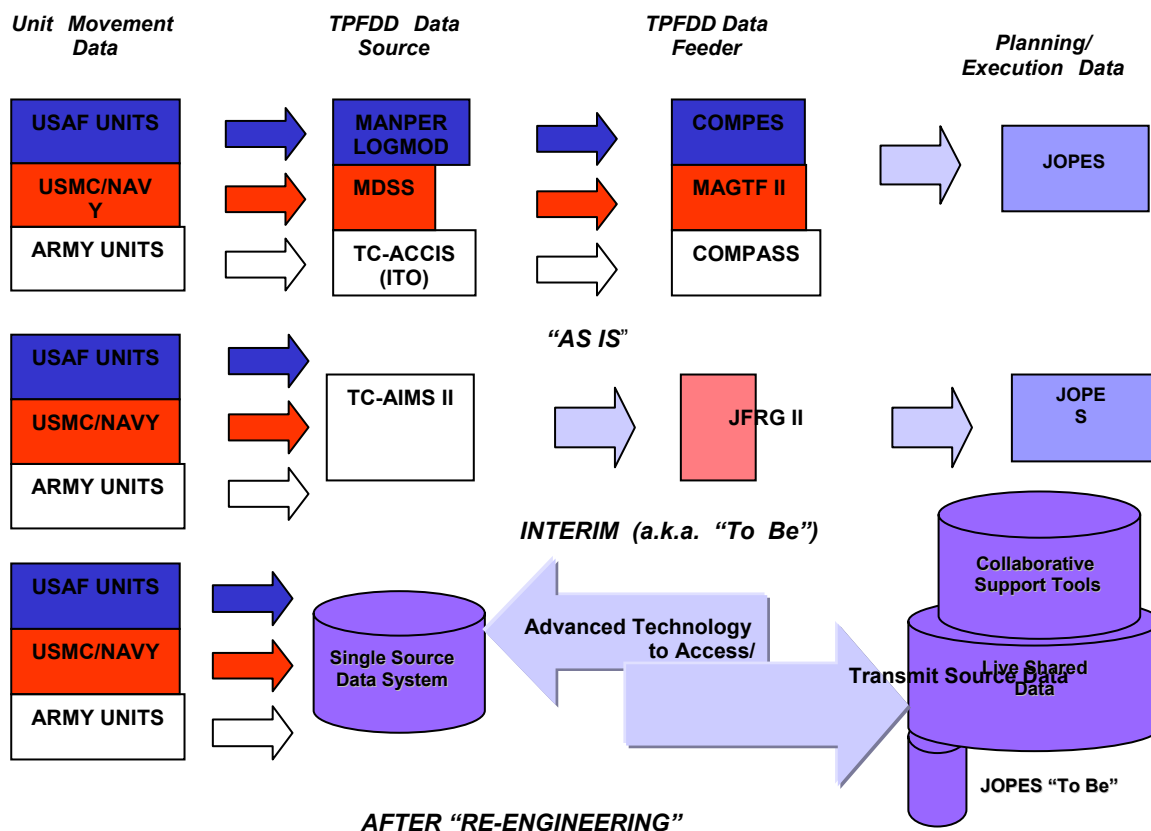 Unit Movement
Data
TPFDD Data
Source
TPFDD Data
Feeder
Planning/
Execution Data
USAF UNITS
MANPER
LOGMOD
COMPES
JOPES
USMC/NAV
Y
MDSS
MAGTF II
ARMY UNITS
TC-ACCIS
(ITO)
COMPASS
“AS IS”
USAF UNITS
USMC/NAVY
ARMY UNITS
TC-AIMS II
JFRG II
JOPE
S
INTERIM (a.k.a. “To Be”)
USAF UNITS
USMC/NAVY
ARMY UNITS
Single Source
Data System
Advanced Technology
to Access/
Transmit Source Data
Collaborative
Support Tools
Live Shared
Data
JOPES “To Be”
AFTER “RE-ENGINEERING”